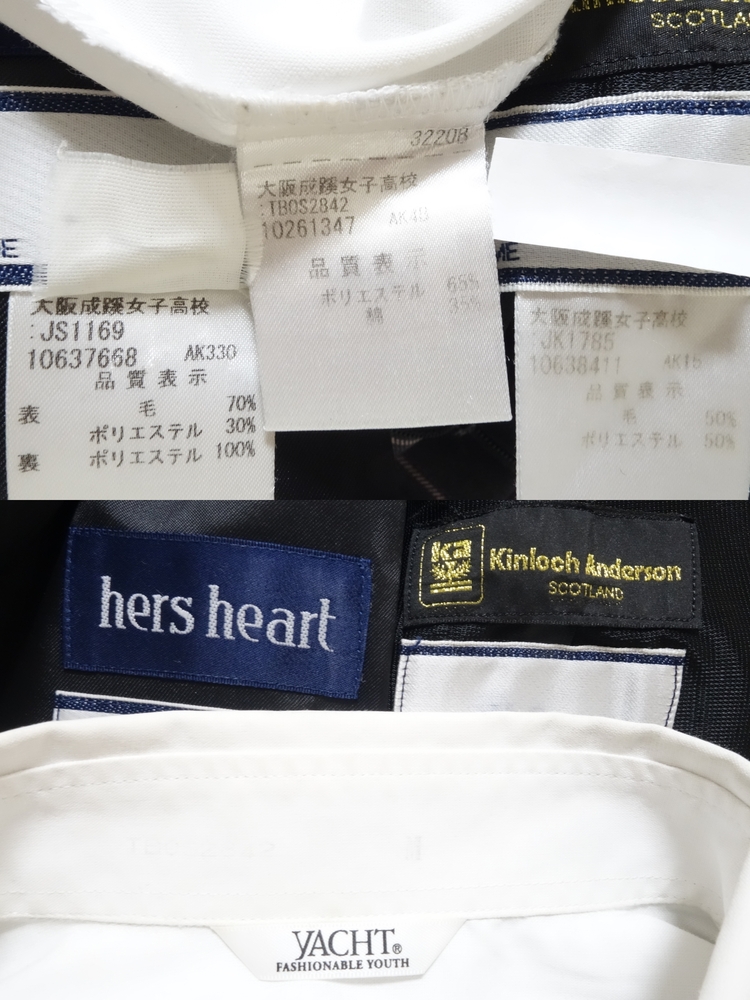 SCOTLA
32208
大阪成蹊女子高校
:TBOS2842
10261347 AK40
品質表示
ポリエステル 65%
綿 35%
E
ME
大阪成蹊女子高校
:JS1169
10637668 AK330
品質表示
表 毛 70%
ポリエステル 30%
裏 ポリエステル 100%
大阪成蹊女子高校
:JK1785
10638411 AK15
品質表示
毛 50%
ポリエステル 50%
hers heart
Kinloch Anderson
SCOTLAND
YACHT®
FASHIONABLE YOUTH